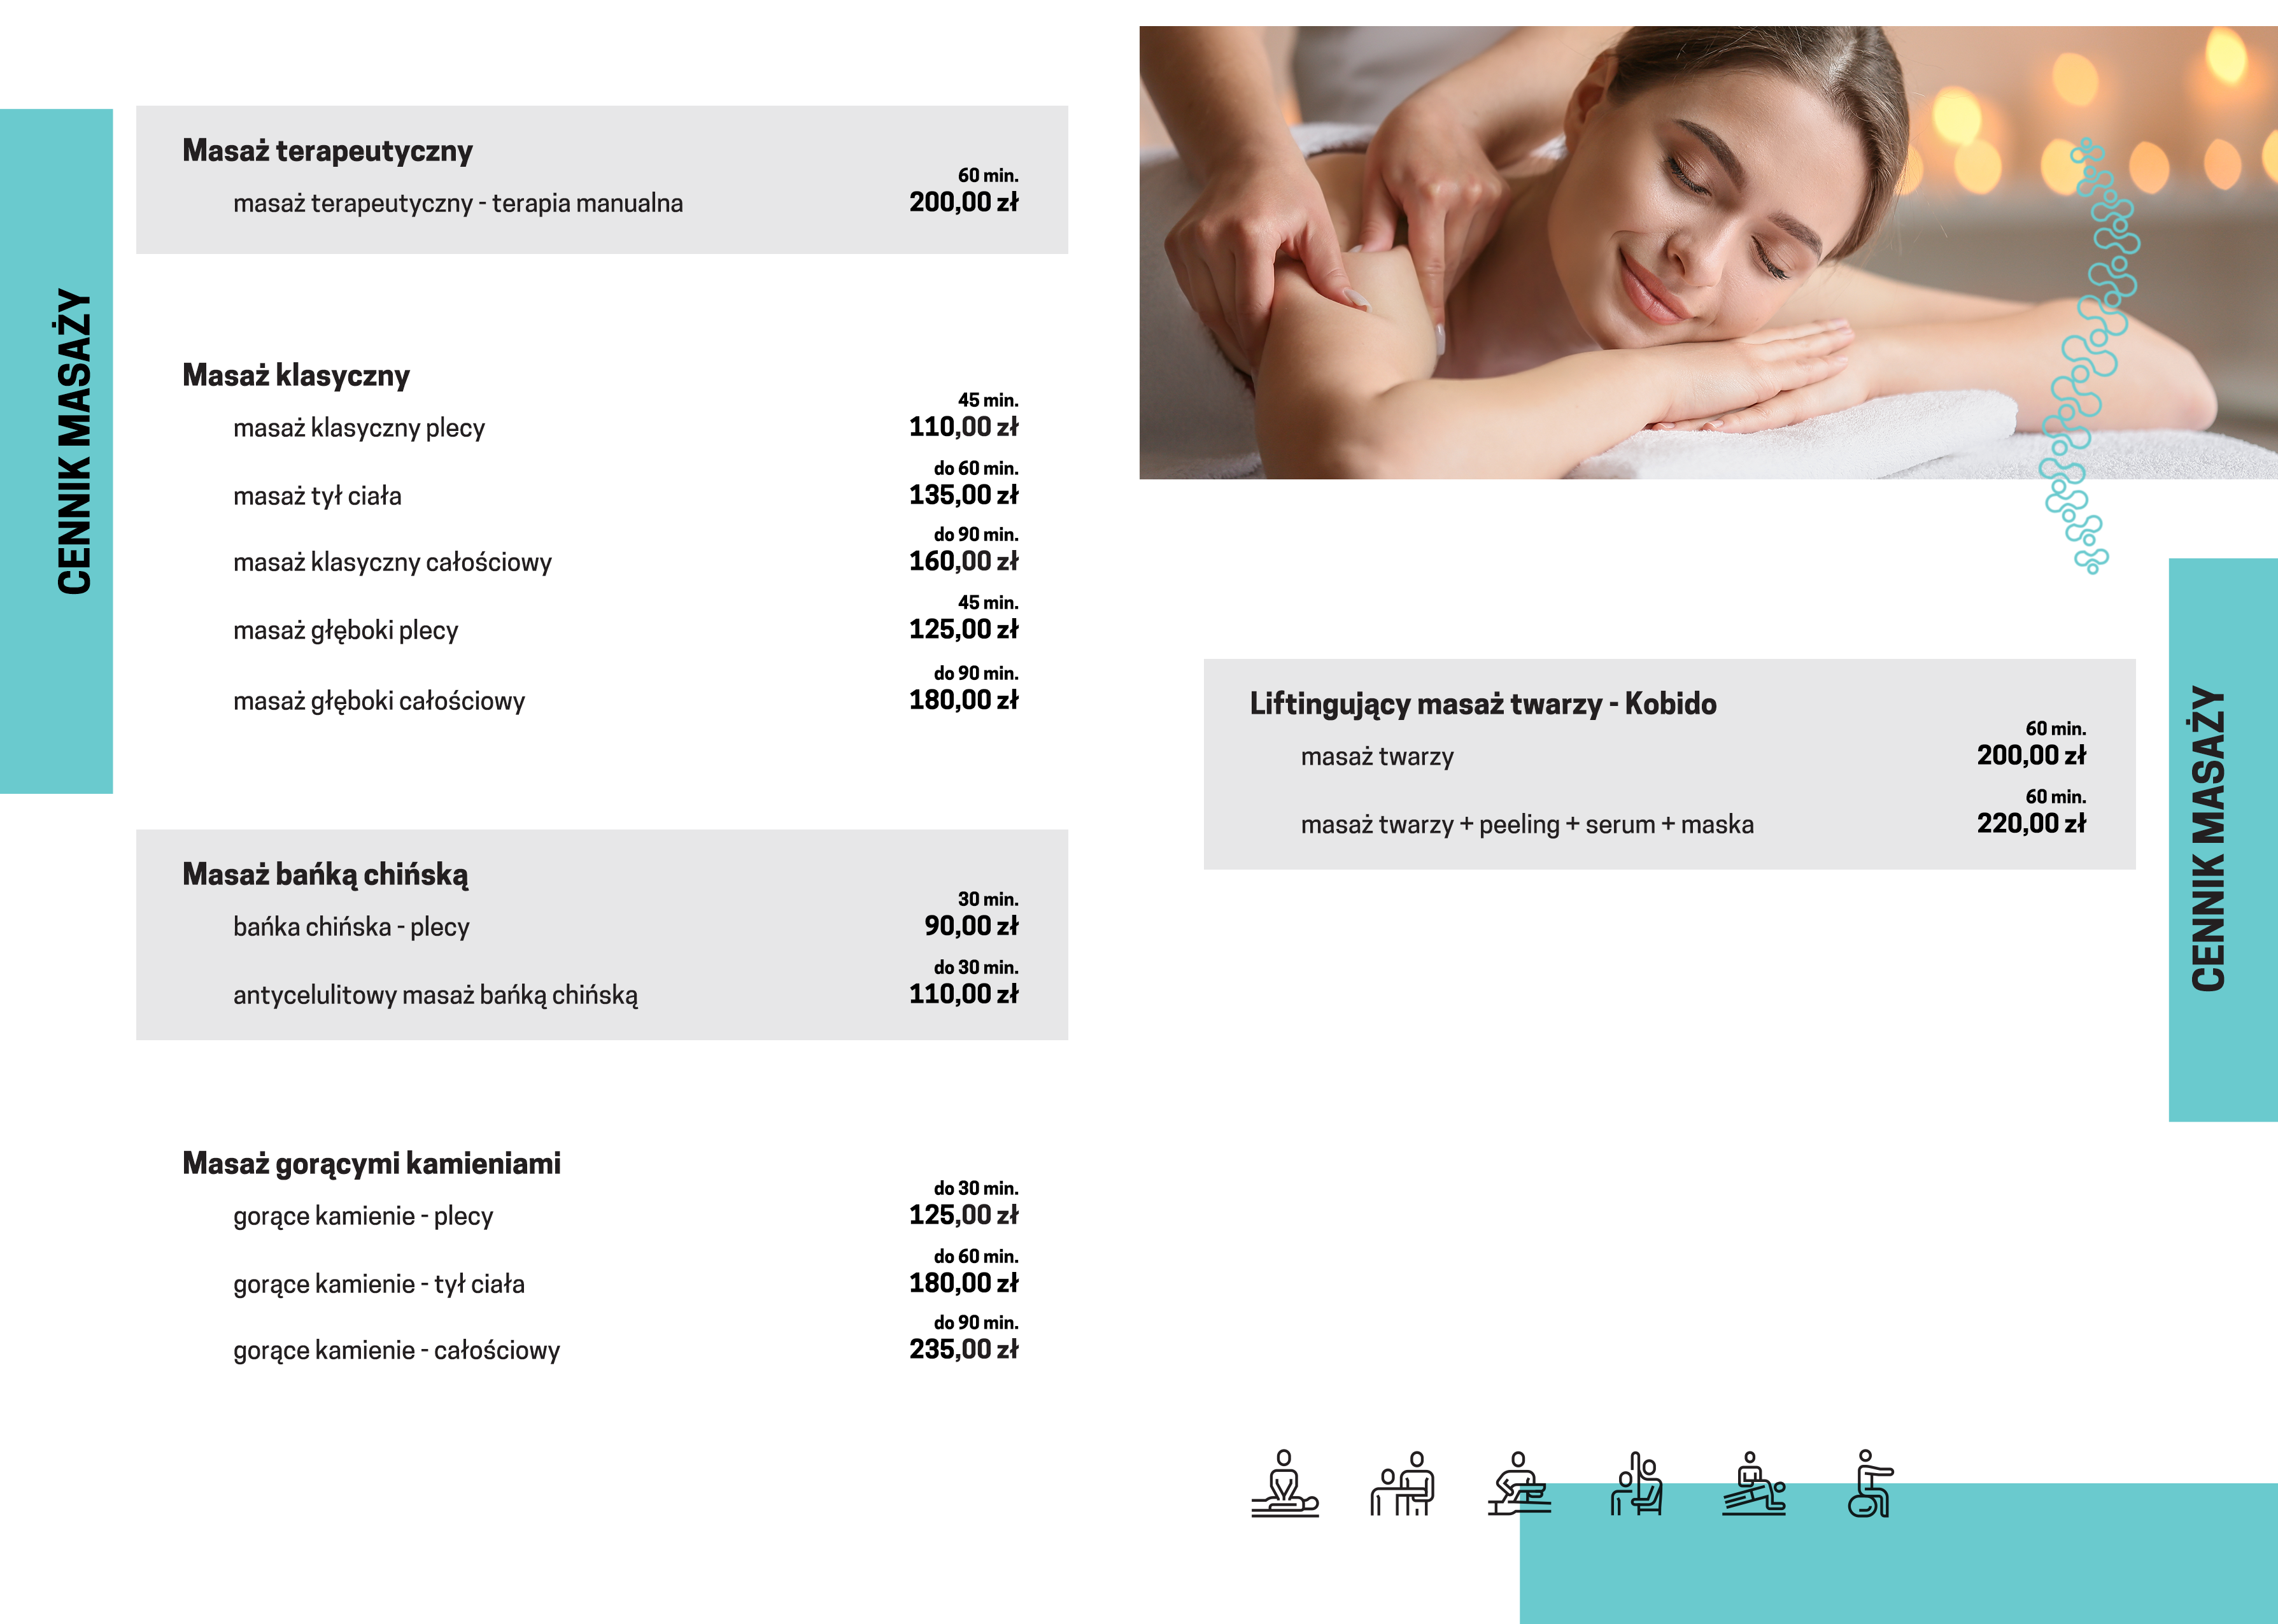 CENNIK MASAŻY
Masaż terapeutyczny
60 min.
masaż terapeutyczny - terapia manualna 200,00 zł
Masaż klasyczny
45 min.
masaż klasyczny plecy 110,00 zł
do 60 min.
masaż tył ciała 135,00 zł
do 90 min.
masaż klasyczny całościowy 160,00 zł
45 min.
masaż głęboki plecy 125,00 zł
do 90 min.
masaż głęboki całościowy 180,00 zł
Masaż bańką chińską
30 min.
bańka chińska - plecy 90,00 zł
do 30 min.
antycelulitowy masaż bańką chińską 110,00 zł
Masaż gorącymi kamieniami
do 30 min.
gorące kamienie - plecy 125,00 zł
do 60 min.
gorące kamienie - tył ciała 180,00 zł
do 90 min.
gorące kamienie - całościowy 235,00 zł
Liftingujący masaż twarzy - Kobido
60 min.
masaż twarzy 200,00 zł
60 min.
masaż twarzy + peeling + serum + maska 220,00 zł
CENNIK MASAŻY